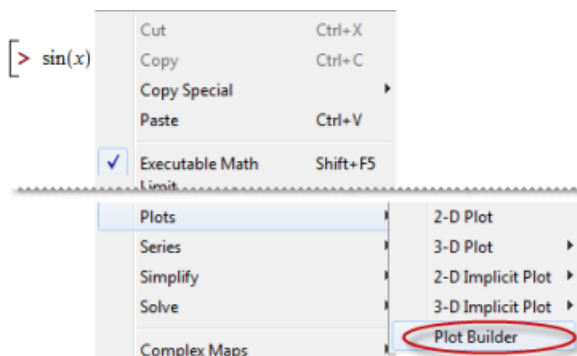 > sin(x)
Cut Ctrl+X
Copy Ctrl+C
Copy Special
Paste Ctrl+V
Executable Math Shift+F5
Limit
Plots
Series
Simplify
Solve
Complex Maps
2-D Plot
3-D Plot
2-D Implicit Plot
3-D Implicit Plot
Plot Builder